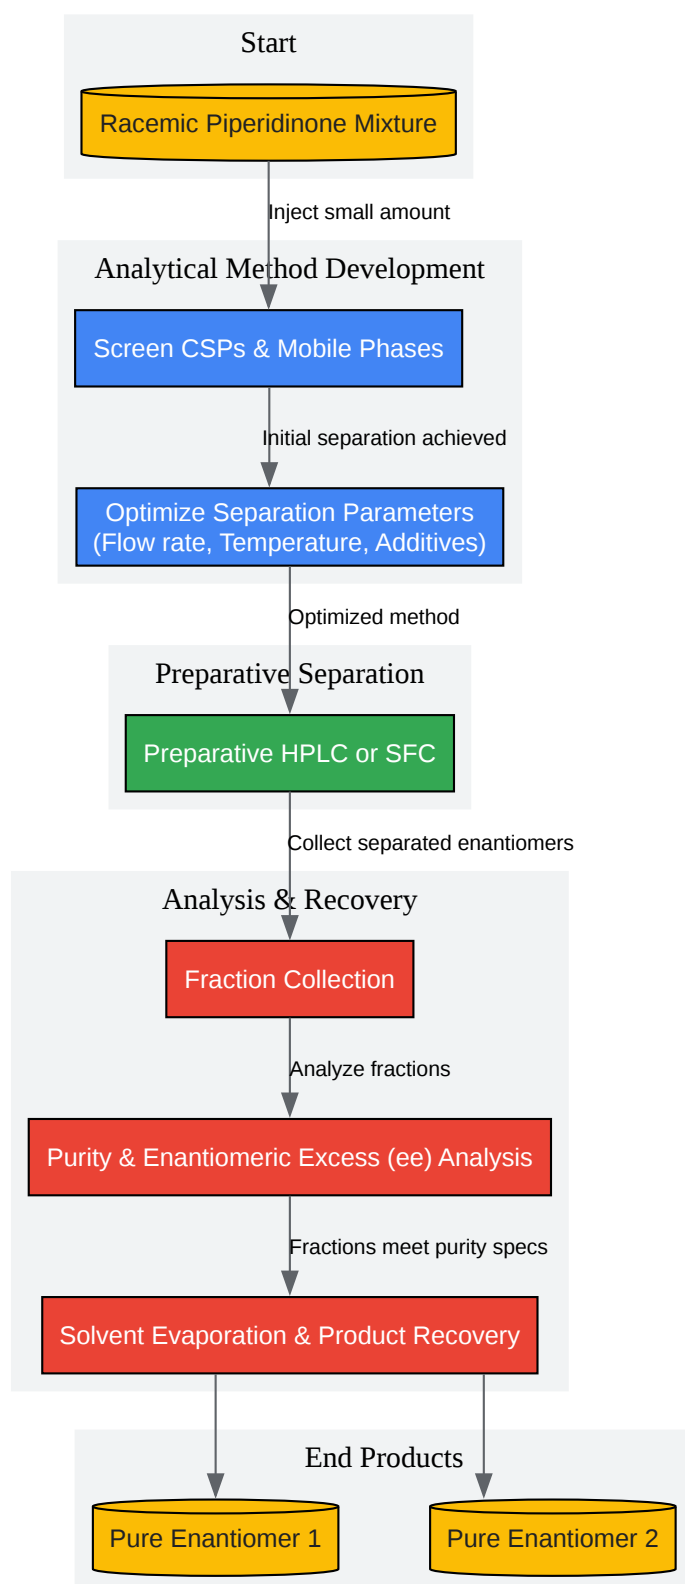 Start
Racemic Piperidinone Mixture
Inject small amount
Analytical Method Development
Screen CSPs & Mobile Phases
Initial separation achieved
Optimize Separation Parameters
(Flow rate, Temperature, Additives)
Optimized method
Preparative Separation
Preparative HPLC or SFC
Collect separated enantiomers
Analysis & Recovery
Fraction Collection
Analyze fractions
Purity & Enantiomeric Excess (ee) Analysis
Fractions meet purity specs
Solvent Evaporation & Product Recovery
End Products
Pure Enantiomer 1
Pure Enantiomer 2